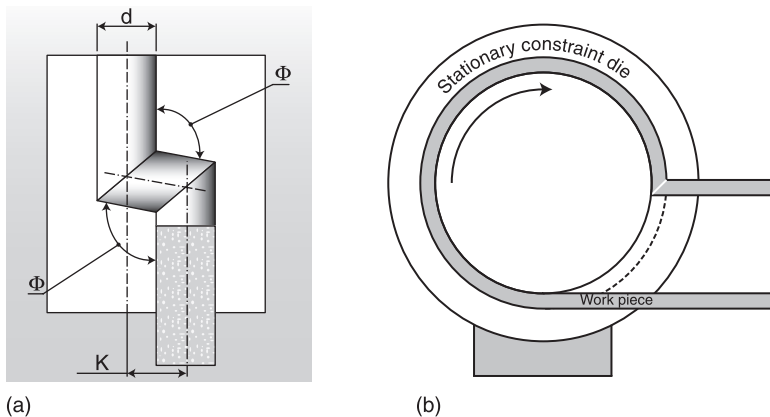 d
Φ
Φ
K
(a)
Stationary constraint die
Work piece
(b)